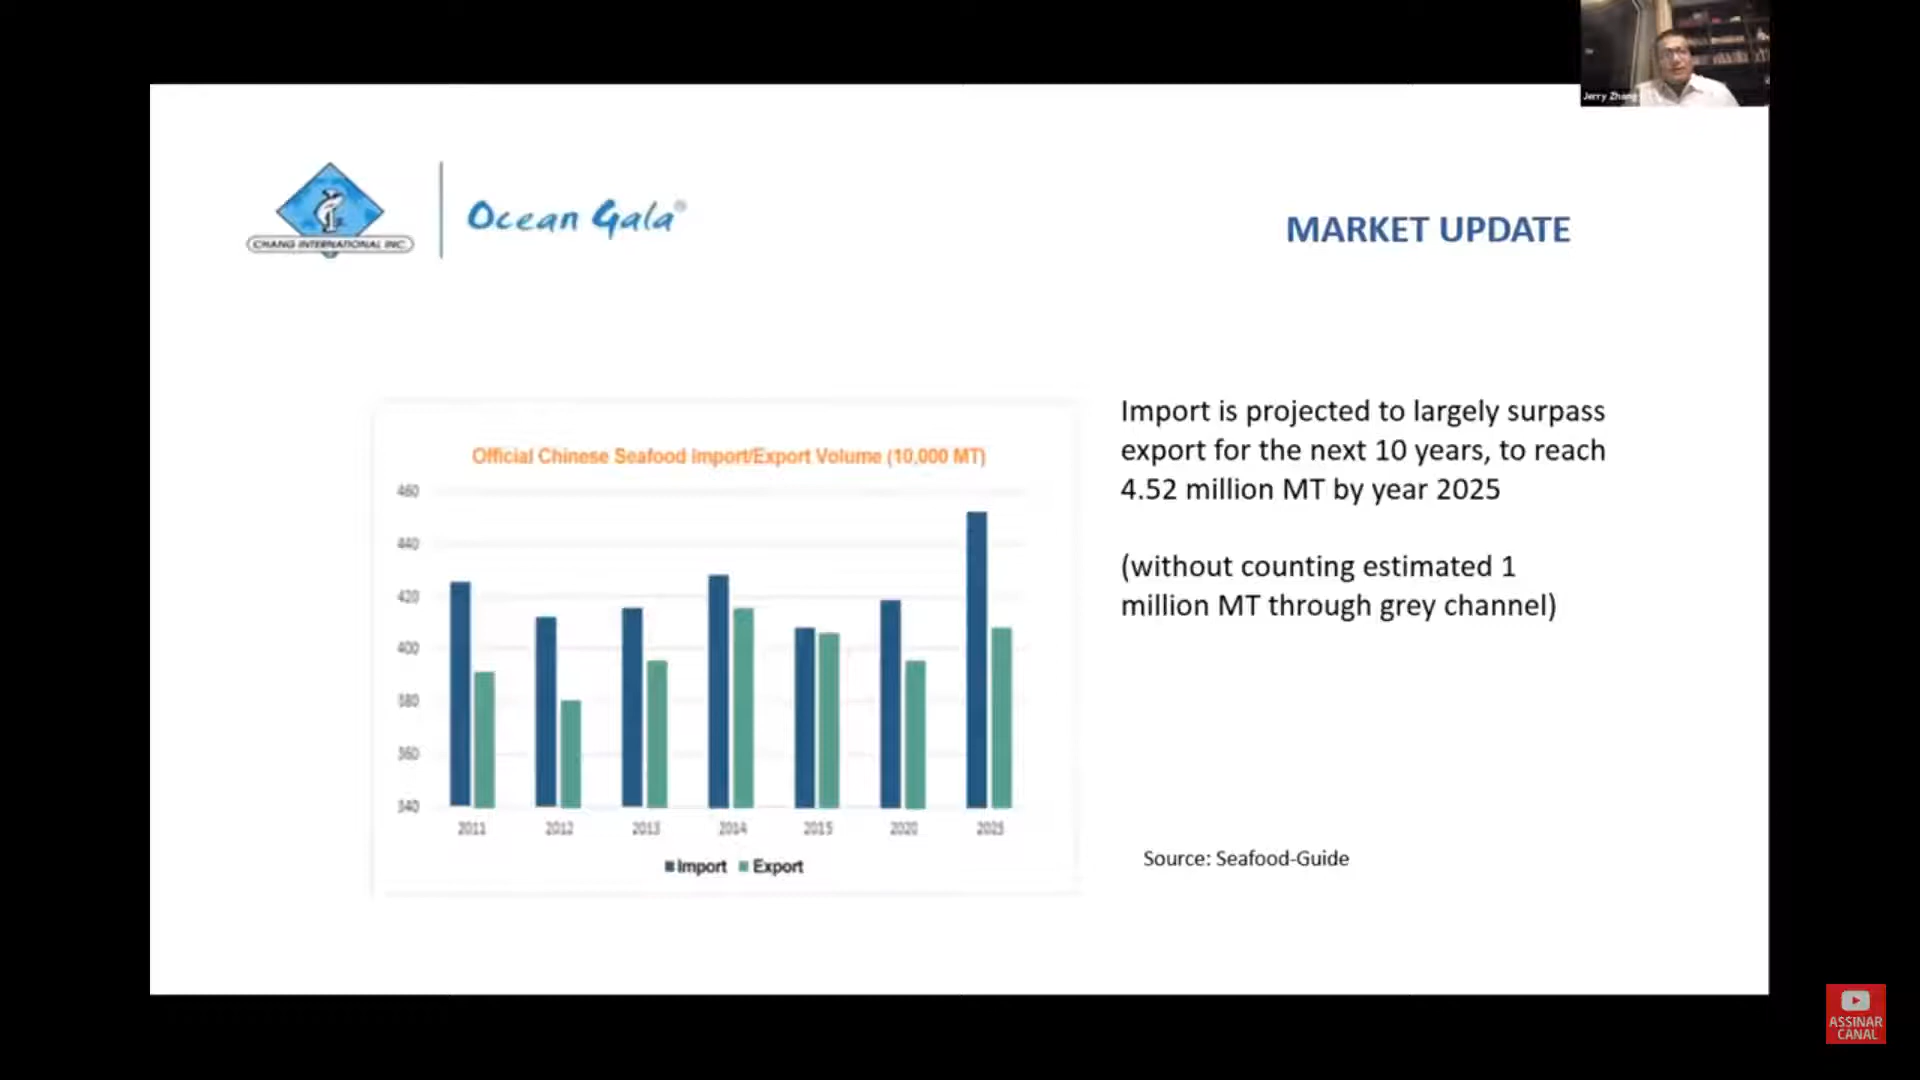 Jerry Zhang
CHANG INTERNATIONAL INC.
Ocean Gala®
MARKET UPDATE
Official Chinese Seafood Import/Export Volume (10,000 MT)
460
440
420
400
380
360
340
2011 2012 2013 2014 2015 2020 2025
Import Export
Import is projected to largely surpass
export for the next 10 years, to reach
4.52 million MT by year 2025
(without counting estimated 1
million MT through grey channel)
Source: Seafood-Guide
ASSINAR
CANAL